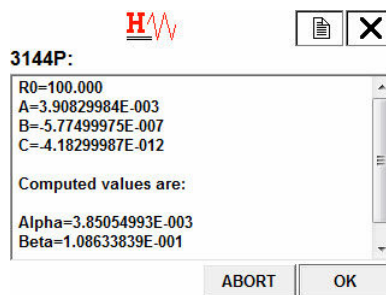 H
3144P:
R0=100.000
A=3.90829984E-003
B=-5.77499975E-007
C=-4.18299987E-012
Computed values are:
Alpha=3.85054993E-003
Beta=1.08633839E-001
ABORT
OK